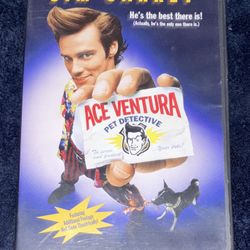 JIM CARREY
He's the best there is!
(Actually, he's the only one there is.)
ACE VENTURA
PET DETECTIVE
Featuring
Additional Footage
Not Seen Theatrically!